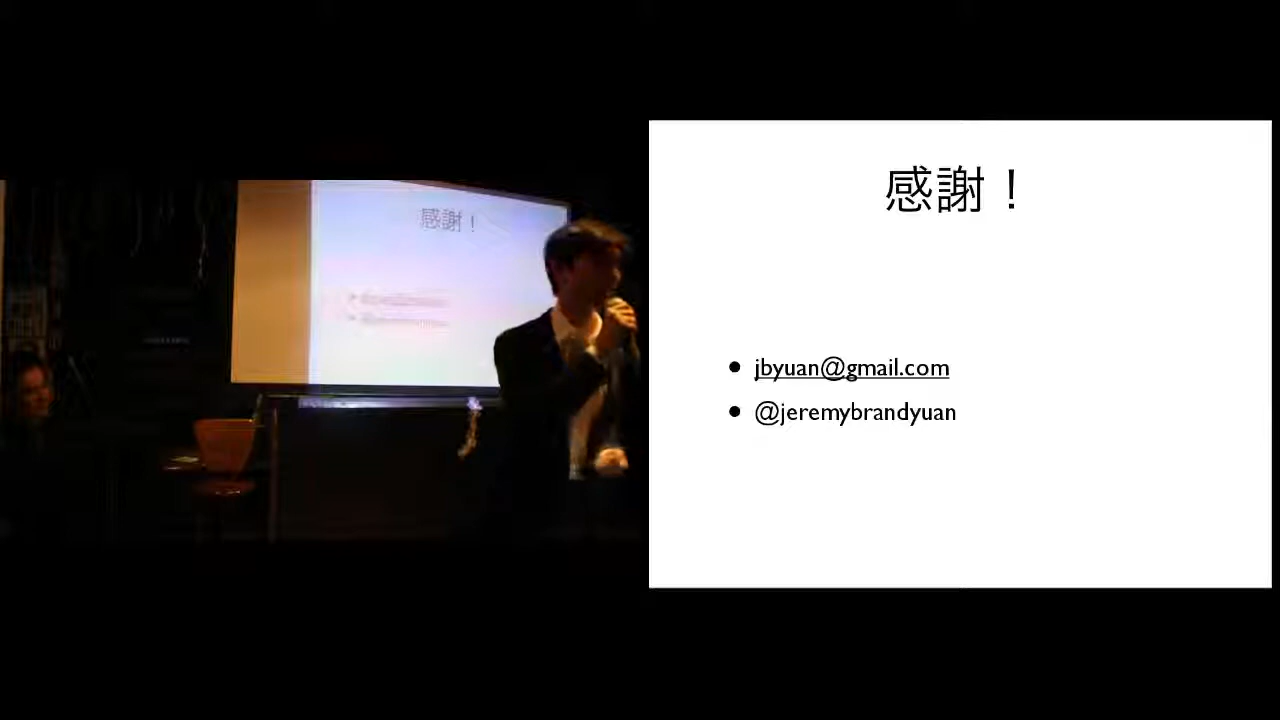 感謝！
感謝！
• jbyuan@gmail.com
• @jeremybrandyuan